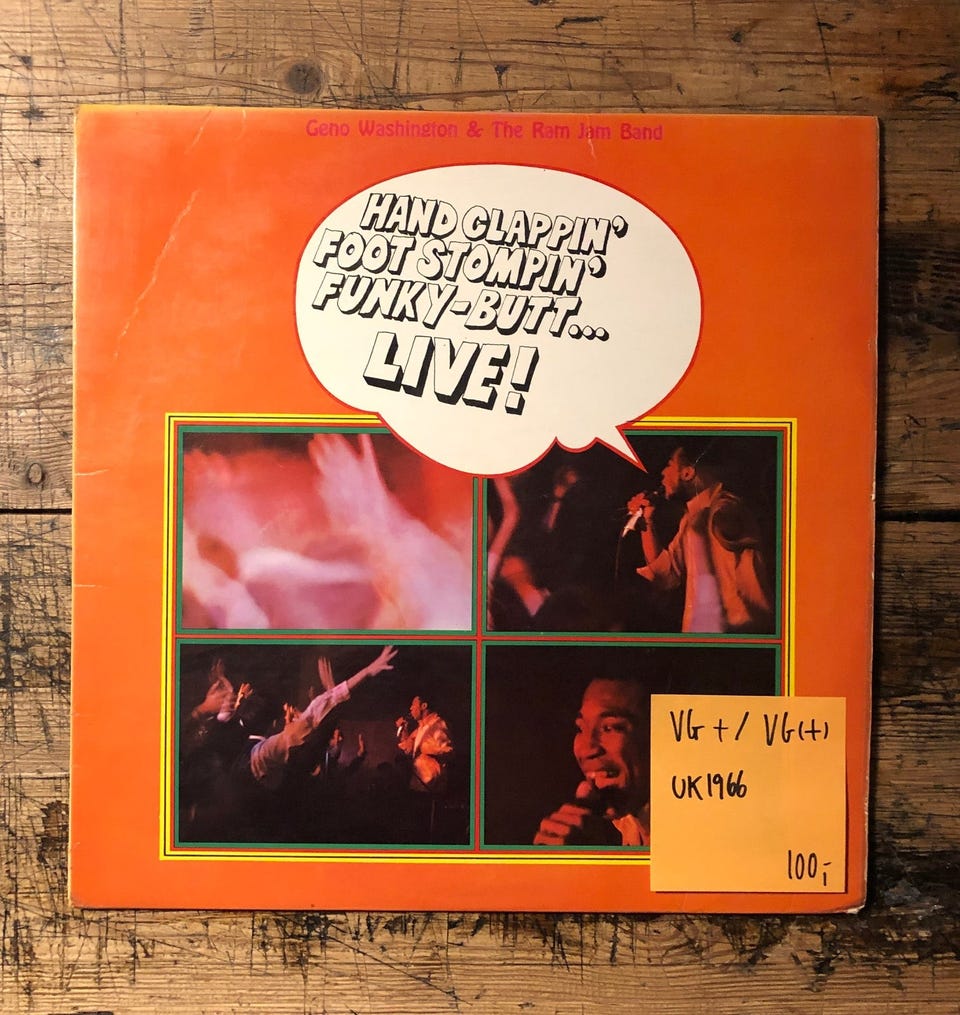 Geno Washington & The Ram Jam Band
HAND CLAPPIN'
FOOT STOMPIN'
FUNKY-BUTT...
LIVE!
VG+/VG(+)
UK1966
100,-